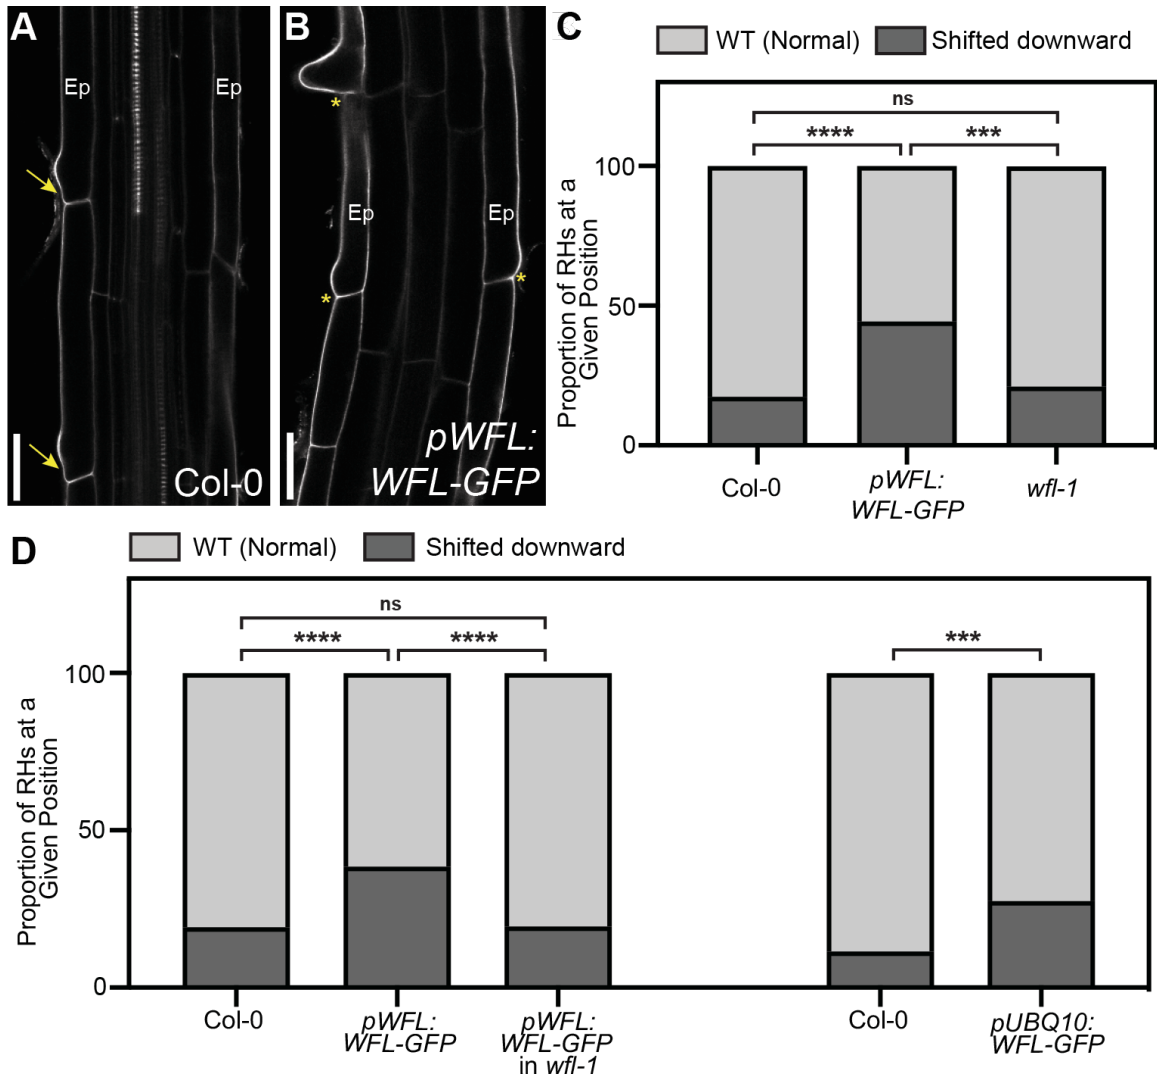 A
Ep
Ep
Col-0
B
*
Ep
Ep
*
*
pWFL:
WFL-GFP
C
WT (Normal)
Shifted downward
ns
****
***
Proportion of RHs at a
Given Position
100
50
0
Col-0
pWFL:
WFL-GFP
wfl-1
D
WT (Normal)
Shifted downward
ns
****
****
***
Proportion of RHs at a
Given Position
100
50
0
Col-0
pWFL:
WFL-GFP
pWFL:
WFL-GFP
in wfl-1
Col-0
pUBQ10:
WFL-GFP